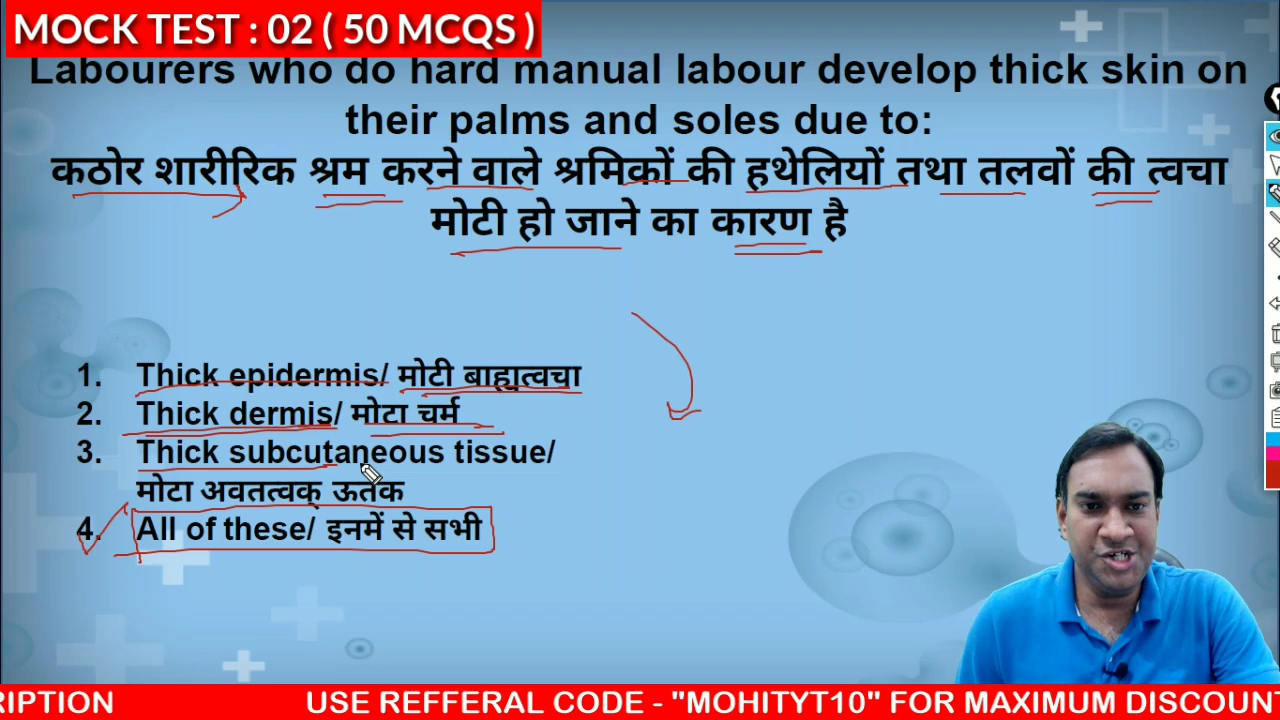 MOCK TEST : 02 ( 50 MCQS )
Labourers who do hard manual labour develop thick skin on
their palms and soles due to:
कठोर शारीरिक श्रम करने वाले श्रमिकों की हथेलियों तथा तलवों की त्वचा
मोटी हो जाने का कारण है
1. Thick epidermis/ मोटी बाह्यत्वचा
2. Thick dermis/ मोटा चर्म
3. Thick subcutaneous tissue/
मोटा अवतत्वक् ऊतक
4. All of these/ इनमें से सभी
RIPTION USE REFFERAL CODE - "MOHITYT10" FOR MAXIMUM DISCOUN